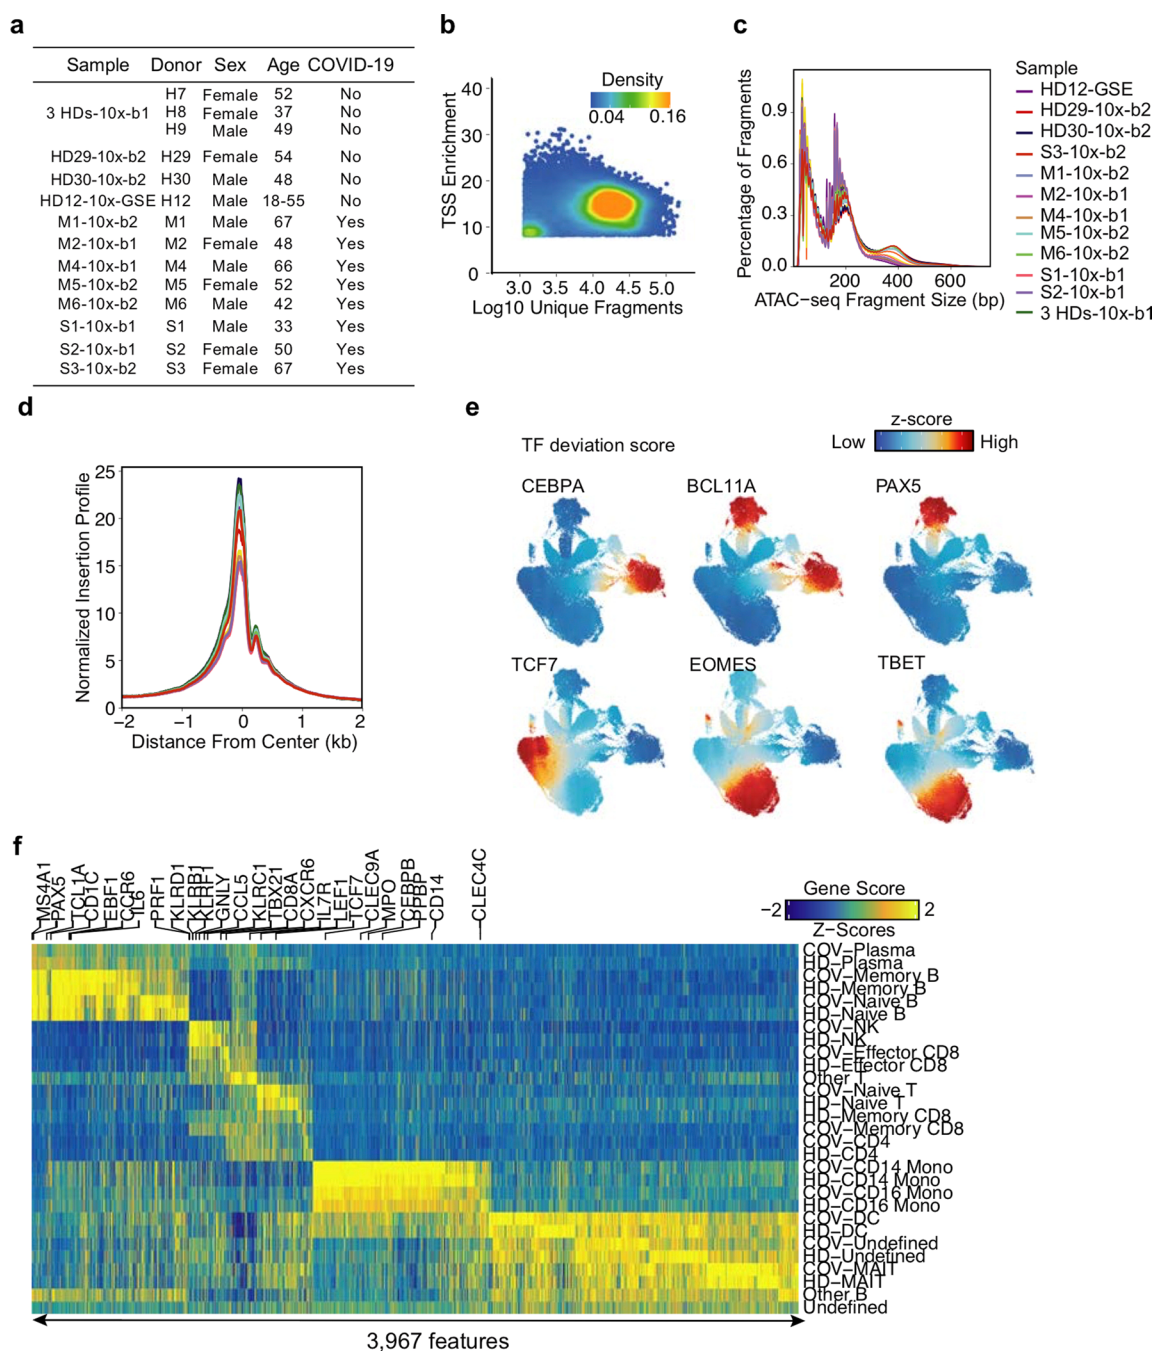 a
Sample Donor Sex Age COVID-19
H7 Female 52 No
3 HDs-10x-b1 H8 Female 37 No
H9 Male 49 No
HD29-10x-b2 H29 Female 54 No
HD30-10x-b2 H30 Male 48 No
HD12-10x-GSE H12 Male 18-55 No
M1-10x-b2 M1 Male 67 Yes
M2-10x-b1 M2 Female 48 Yes
M4-10x-b1 M4 Male 66 Yes
M5-10x-b2 M5 Female 52 Yes
M6-10x-b2 M6 Male 42 Yes
S1-10x-b1 S1 Male 33 Yes
S2-10x-b1 S2 Female 50 Yes
S3-10x-b2 S3 Female 67 Yes
b
Density
0.04 0.16
TSS Enrichment
40
30
20
10
0
3.0 3.5 4.0 4.5 5.0
Log10 Unique Fragments
c
Percentage of Fragments
0.9
0.6
0.3
0.0
200 400 600
ATAC−seq Fragment Size (bp)
Sample
HD12-GSE
HD29-10x-b2
HD30-10x-b2
S3-10x-b2
M1-10x-b2
M2-10x-b1
M4-10x-b1
M5-10x-b2
M6-10x-b2
S1-10x-b1
S2-10x-b1
3 HDs-10x-b1
d
Normalized Insertion Profile
25
20
15
10
5
0
−2 −1 0 1 2
Distance From Center (kb)
e
TF deviation score
z-score
Low High
CEBPA BCL11A PAX5
TCF7 EOMES TBET
f
MS4A1
PAX5
TCL1A
CD1C
EBF1
CCR6
IL6
PRF1
KLRD1
KLRB1
KLRF1
GNLY
CCL5
KLRC1
TBX21
CD8A
CXCR6
IL7R
LEF1
TCF7
CLEC9A
MPO
CEBPB
PPBP
CD14
CLEC4C
Gene Score
−2 2
Z−Scores
COV−Plasma
HD−Plasma
COV−Memory B
HD−Memory B
COV−Naive B
HD−Naive B
COV−NK
HD−NK
COV−Effector CD8
HD−Effector CD8
Other T
COV−Naive T
HD−Naive T
HD−Memory CD8
COV−Memory CD8
COV−CD4
HD−CD4
COV−CD14 Mono
HD−CD14 Mono
COV−CD16 Mono
HD−CD16 Mono
COV−DC
HD−DC
COV−Undefined
HD−Undefined
COV−MAIT
HD−MAIT
Other B
Undefined
3,967 features